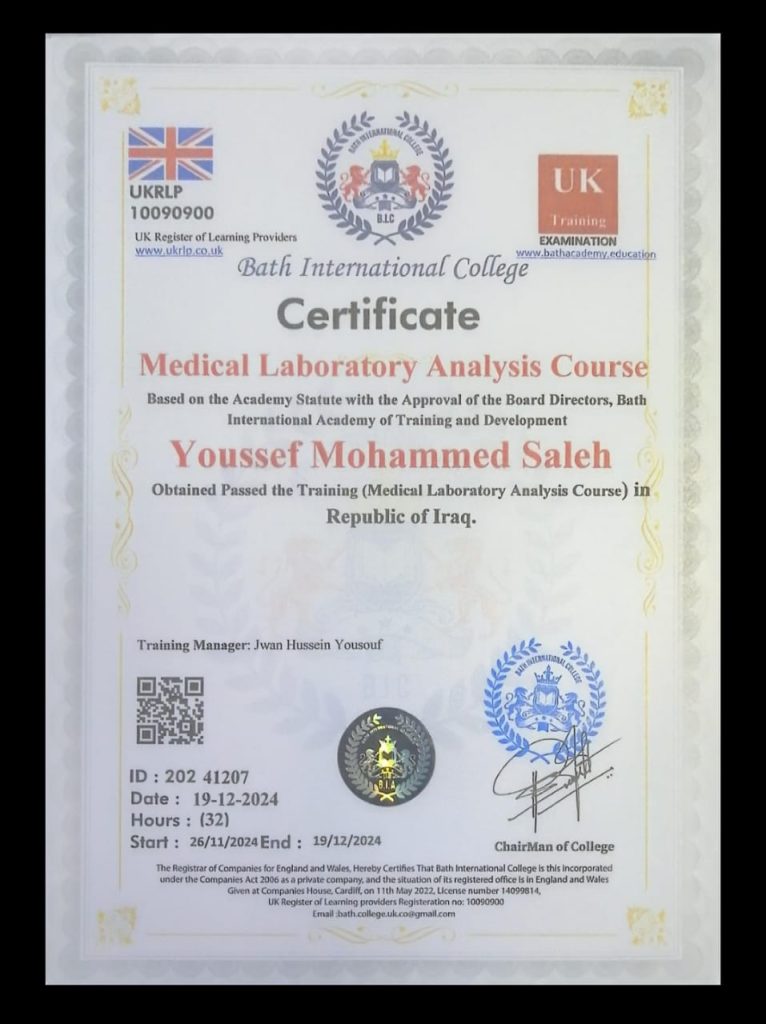 BATH INTERNATIONAL COLLEGE
B.I.C
UKRLP
10090900
UK Register of Learning Providers
www.ukrlp.co.uk
UK
Training
EXAMINATION
www.bathacademy.education
Bath International College
Certificate
Medical Laboratory Analysis Course
Based on the Academy Statute with the Approval of the Board Directors, Bath
International Academy of Training and Development
Youssef Mohammed Saleh
Obtained Passed the Training (Medical Laboratory Analysis Course) in
Republic of Iraq.
Training Manager: Jwan Hussein Yousouf
BATH INTERNATIONAL COLLEGE
B.I.A
ID : 202 41207
Date : 19-12-2024
Hours : (32)
Start : 26/11/2024 End : 19/12/2024
ChairMan of College
The Registrar of Companies for England and Wales, Hereby Certifies That Bath International College is this incorporated
under the Companies Act 2006 as a private company, and the situation of its registered office is in England and Wales
Given at Companies House, Cardiff, on 11th May 2022, License number 14099814,
UK Register of Learning providers Registeration no: 10090900
Email :bath.college.uk.co@gmail.com